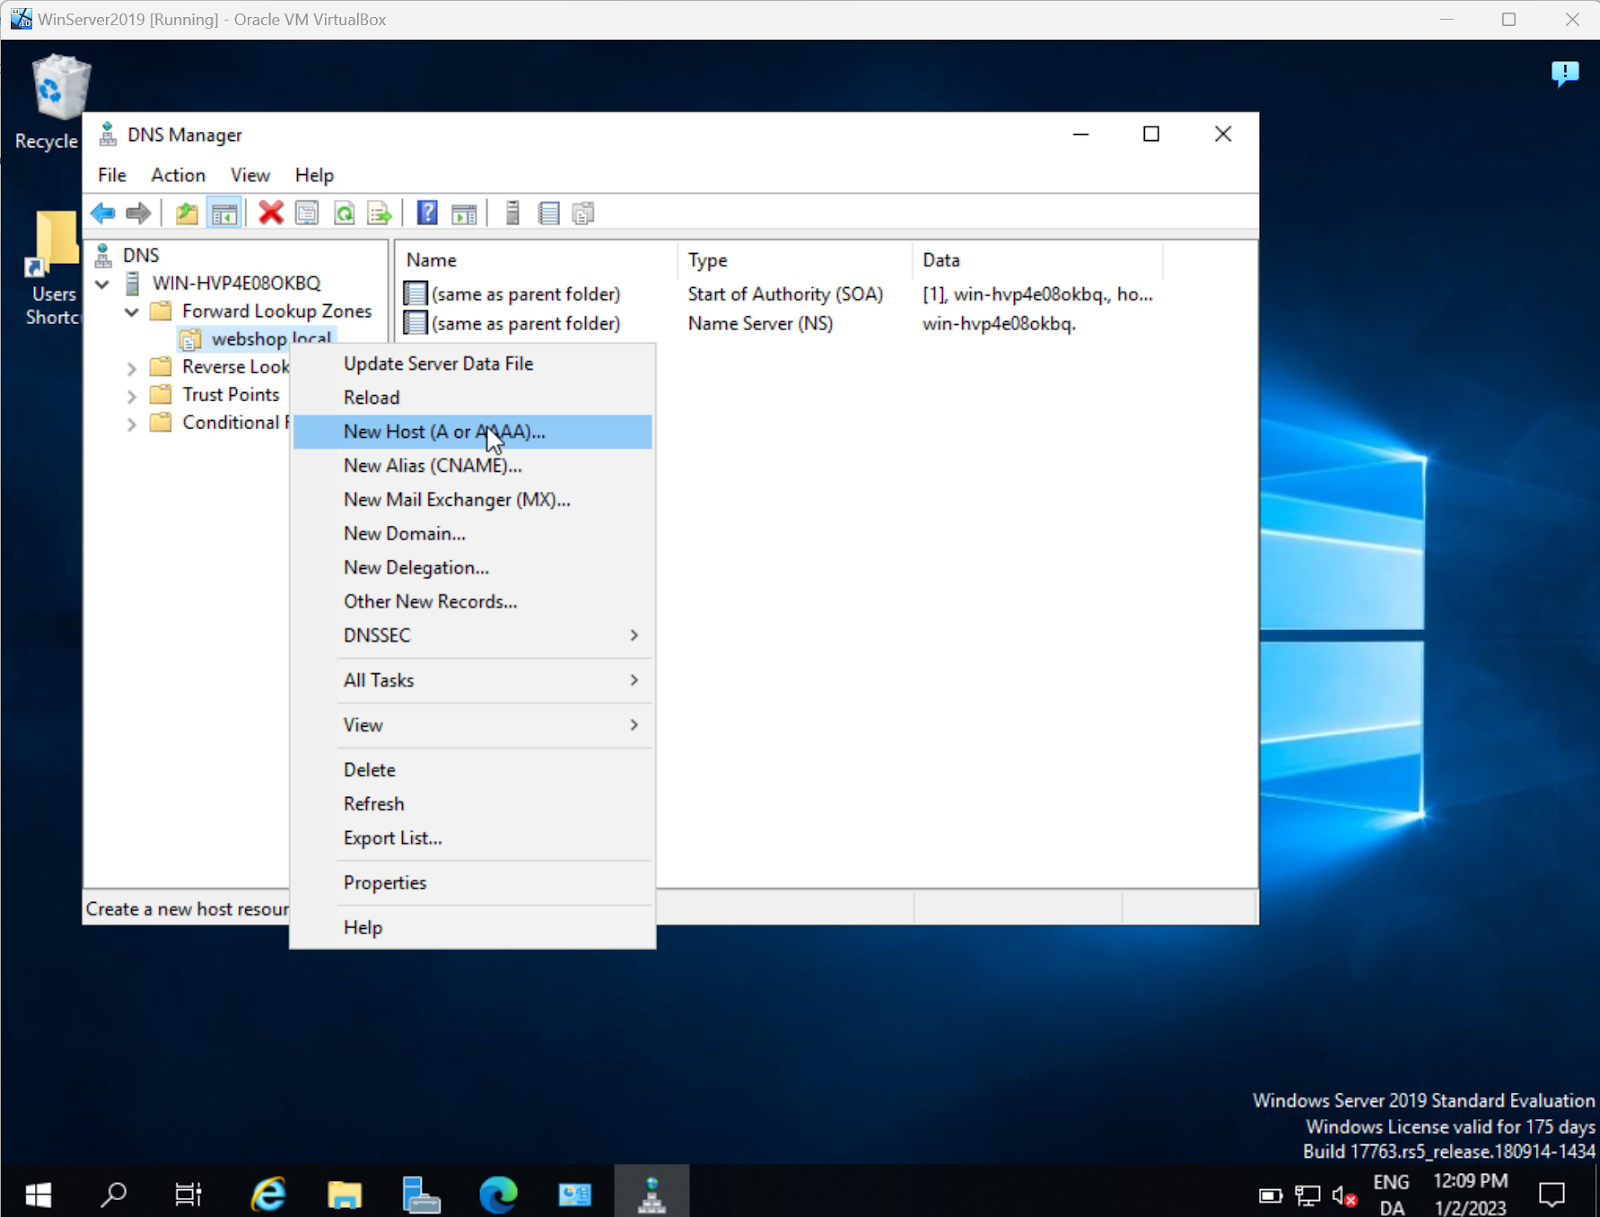 WinServer2019 [Running] - Oracle VM VirtualBox
Recycle
DNS Manager
File Action View Help
Users
Shortc
DNS
WIN-HVP4E08OKBQ
Forward Lookup Zones
webshop.local
Reverse Look
Trust Points
Conditional F
Name Type Data
(same as parent folder) Start of Authority (SOA) [1], win-hvp4e08okbq., ho...
(same as parent folder) Name Server (NS) win-hvp4e08okbq.
Update Server Data File
Reload
New Host (A or AAAA)...
New Alias (CNAME)...
New Mail Exchanger (MX)...
New Domain...
New Delegation...
Other New Records...
DNSSEC
All Tasks
View
Delete
Refresh
Export List...
Properties
Help
Create a new host resour
Windows Server 2019 Standard Evaluation
Windows License valid for 175 days
Build 17763.rs5_release.180914-1434
ENG
DA
12:09 PM
1/2/2023